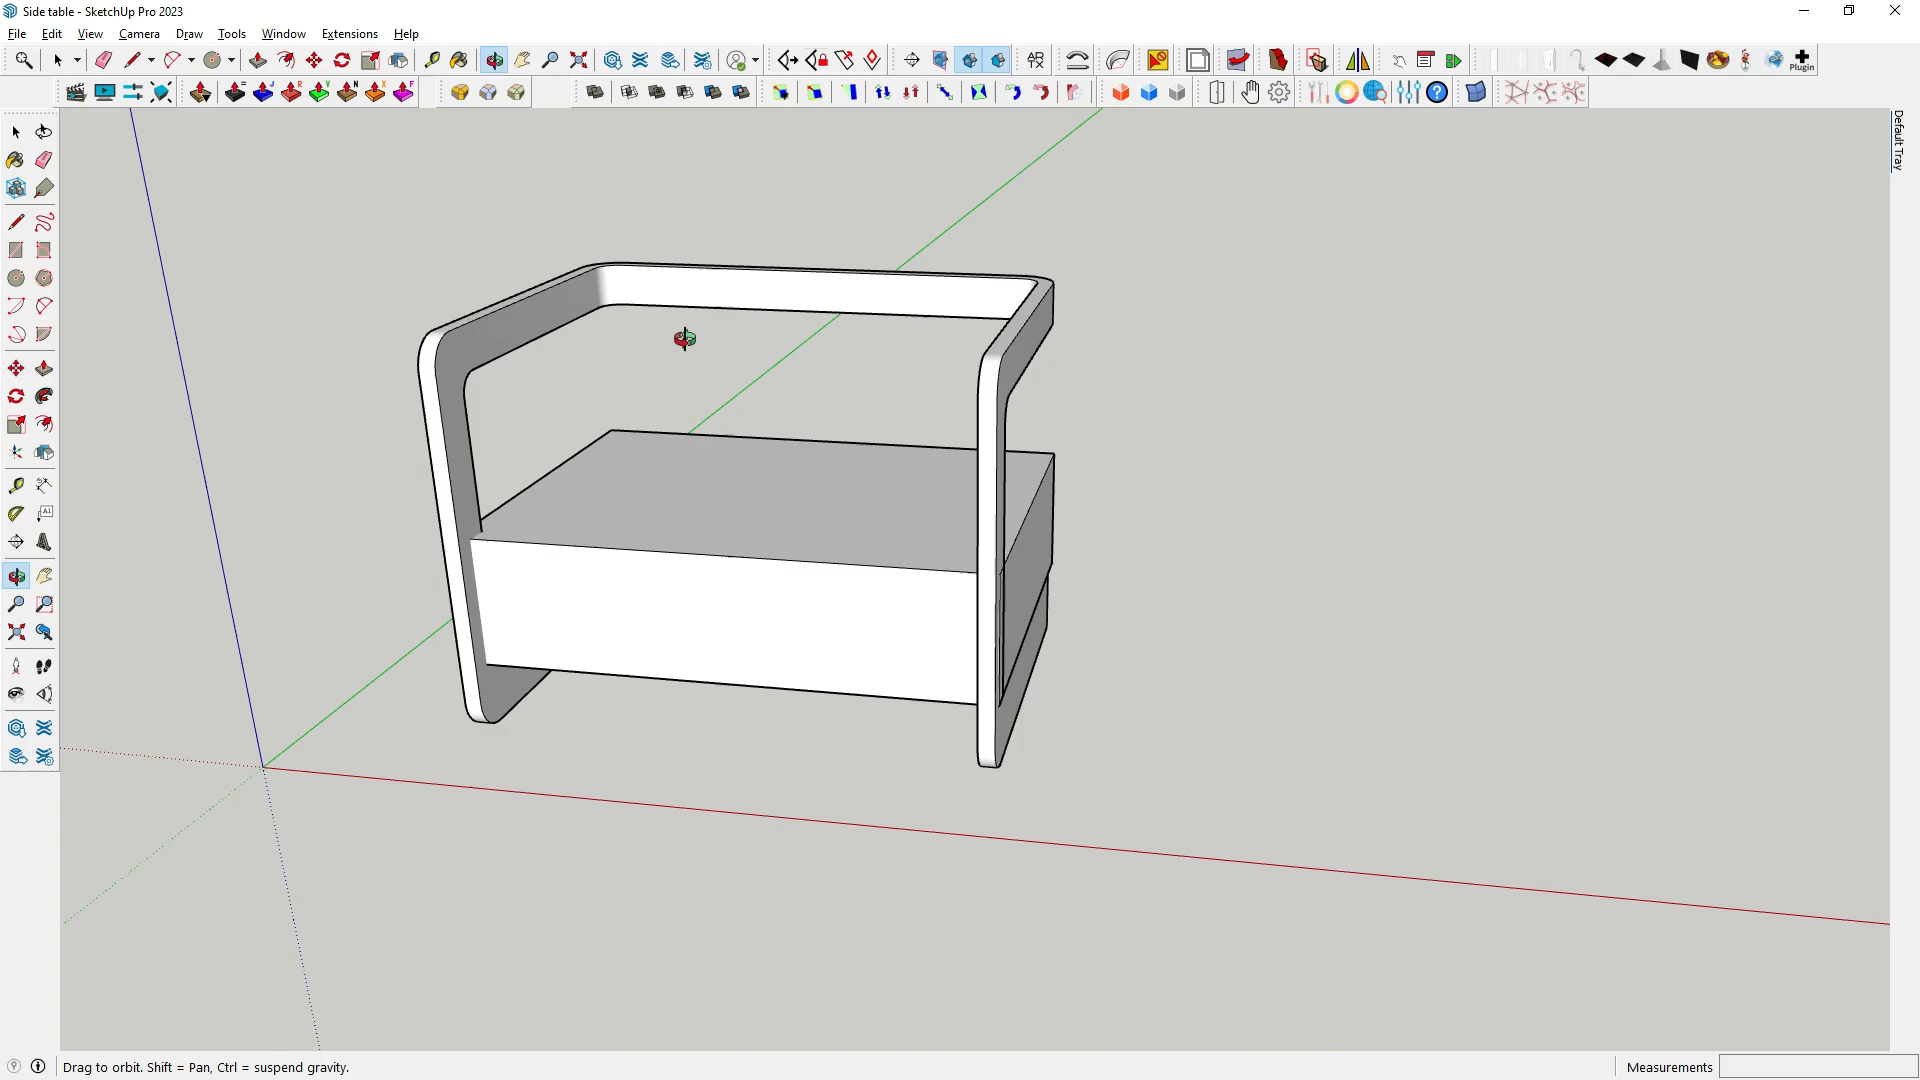 Side table - SketchUp Pro 2023
File Edit View Camera Draw Tools Window Extensions Help
Plugin
Default Tray
Drag to orbit. Shift = Pan, Ctrl = suspend gravity.
Measurements